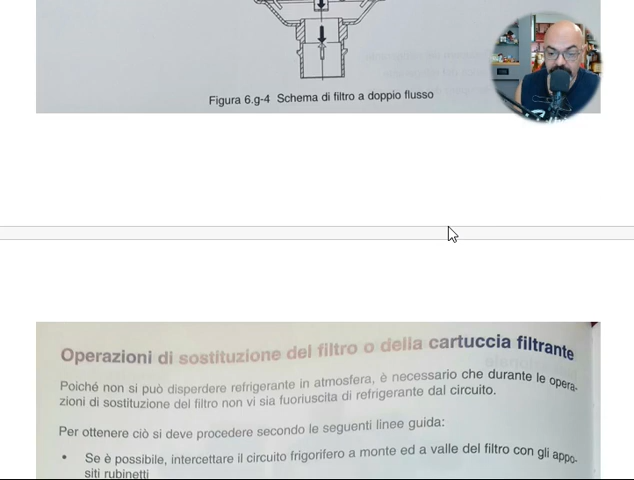 Figura 6.g-4 Schema di filtro a doppio flusso
Operazioni di sostituzione del filtro o della cartuccia filtrante
Poiché non si può disperdere refrigerante in atmosfera, è necessario che durante le opera-
zioni di sostituzione del filtro non vi sia fuoriuscita di refrigerante dal circuito.
Per ottenere ciò si deve procedere secondo le seguenti linee guida:
• Se è possibile, intercettare il circuito frigorifero a monte ed a valle del filtro con gli appo-
siti rubinetti